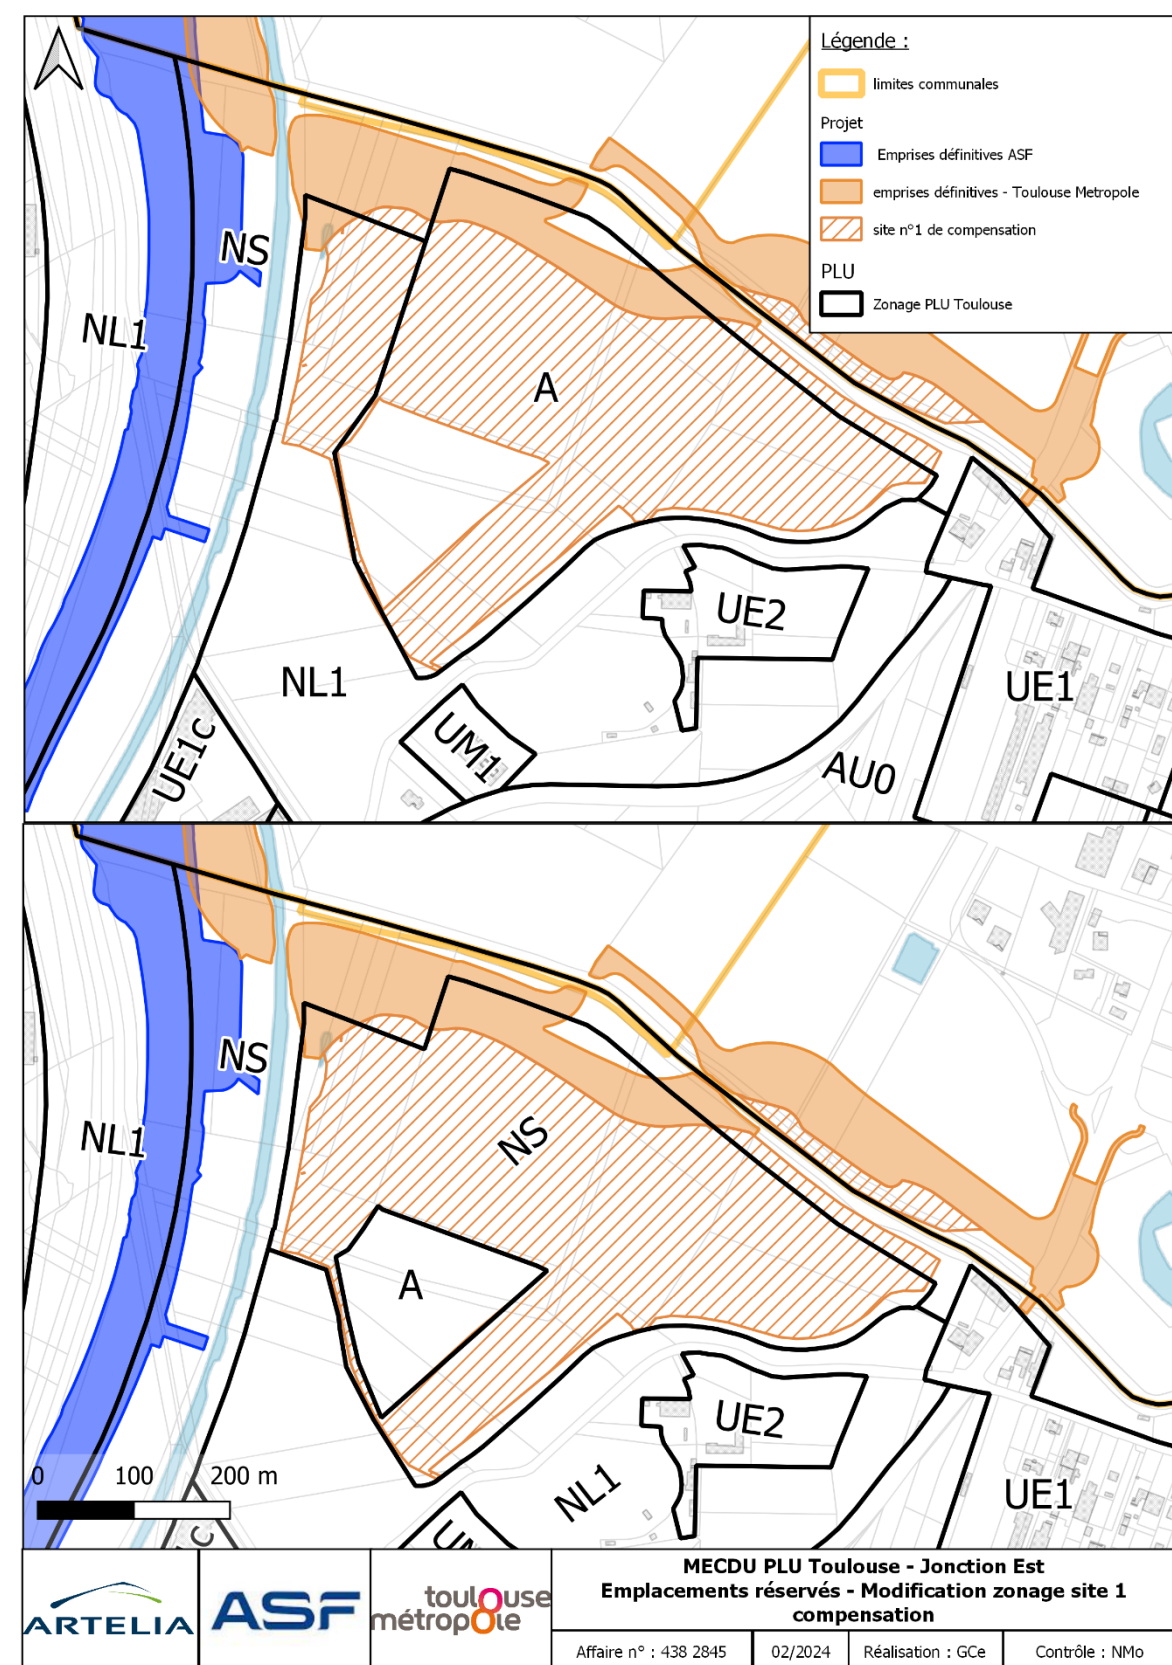 Légende :
limites communales
Projet
Emprises définitives ASF
emprises définitives - Toulouse Metropole
site n°1 de compensation
PLU
Zonage PLU Toulouse
NS
NL1
A
UE2
NL1
UE1
UM1
UE1c
AU0
NS
NL1
NS
A
UE2
NL1
UE1
0 100 200 m
ARTELIA
ASF
toulouse
métropole
MECDU PLU Toulouse - Jonction Est
Emplacements réservés - Modification zonage site 1
compensation
Affaire n° : 438 2845
02/2024
Réalisation : GCe
Contrôle : NMo